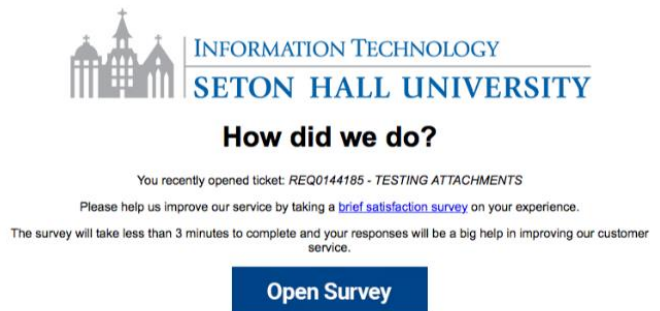 INFORMATION TECHNOLOGY
SETON HALL UNIVERSITY
How did we do?
You recently opened ticket: REQ0144185 - TESTING ATTACHMENTS
Please help us improve our service by taking a brief satisfaction survey on your experience.
The survey will take less than 3 minutes to complete and your responses will be a big help in improving our customer
service.
Open Survey